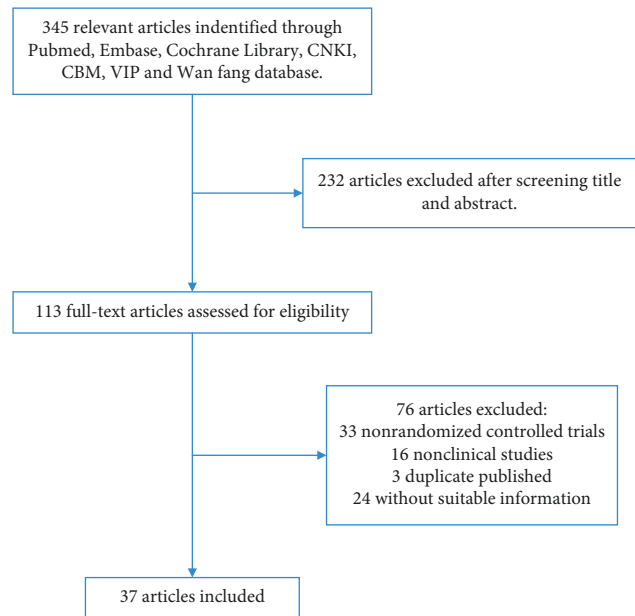 345 relevant articles indentified through
Pubmed, Embase, Cochrane Library, CNKI,
CBM, VIP and Wan fang database.
232 articles excluded after screening title
and abstract.
113 full-text articles assessed for eligibility
76 articles excluded:
33 nonrandomized controlled trials
16 nonclinical studies
3 duplicate published
24 without suitable information
37 articles included